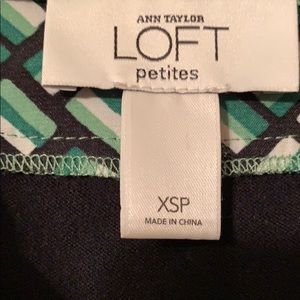 ANN TAYLOR
LOFT
petites
XSP
MADE IN CHINA